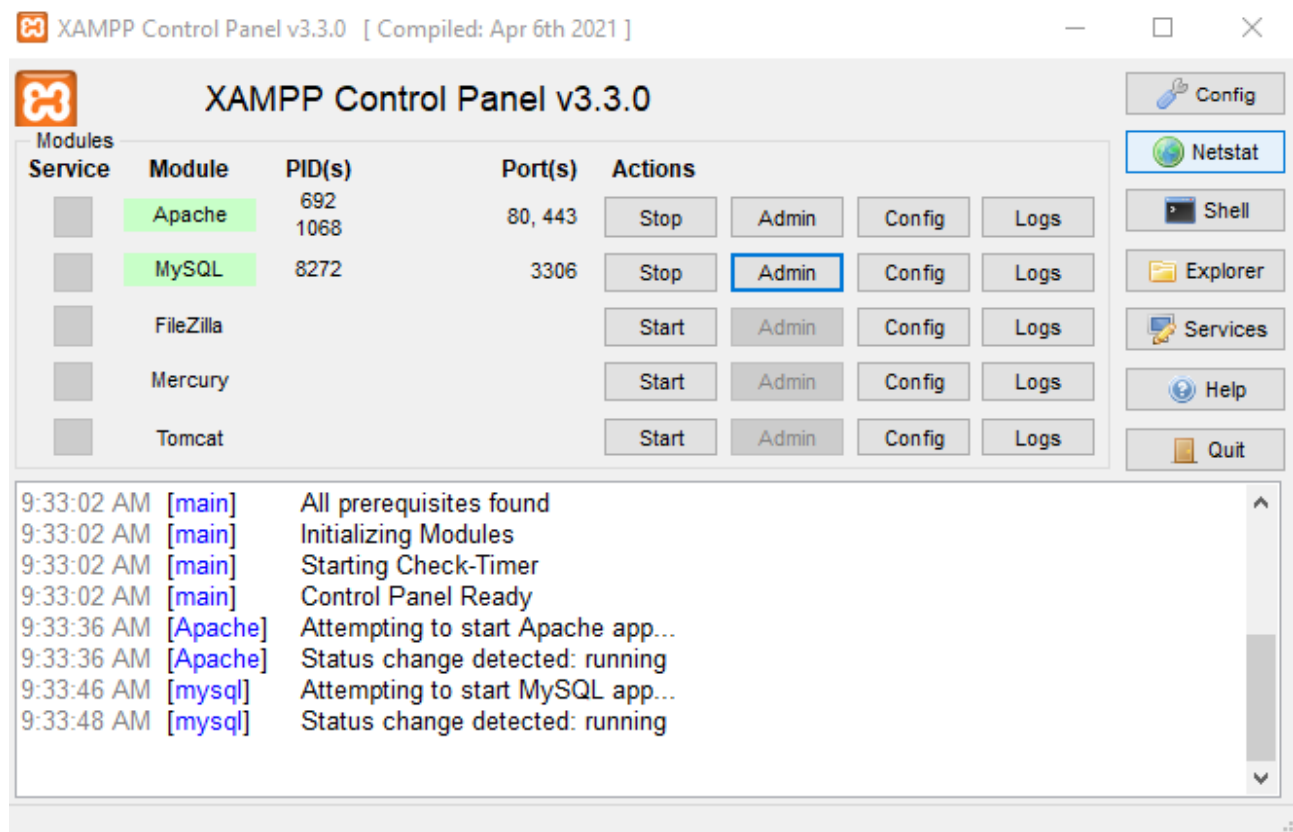 XAMPP Control Panel v3.3.0 [ Compiled: Apr 6th 2021 ]
XAMPP Control Panel v3.3.0
Config
Modules
Netstat
Service Module PID(s) Port(s) Actions
Apache 692 1068 80, 443 Stop Admin Config Logs
Shell
MySQL 8272 3306 Stop Admin Config Logs
Explorer
FileZilla Start Admin Config Logs
Services
Mercury Start Admin Config Logs
Help
Tomcat Start Admin Config Logs
Quit
9:33:02 AM [main] All prerequisites found
9:33:02 AM [main] Initializing Modules
9:33:02 AM [main] Starting Check-Timer
9:33:02 AM [main] Control Panel Ready
9:33:36 AM [Apache] Attempting to start Apache app...
9:33:36 AM [Apache] Status change detected: running
9:33:46 AM [mysql] Attempting to start MySQL app...
9:33:48 AM [mysql] Status change detected: running